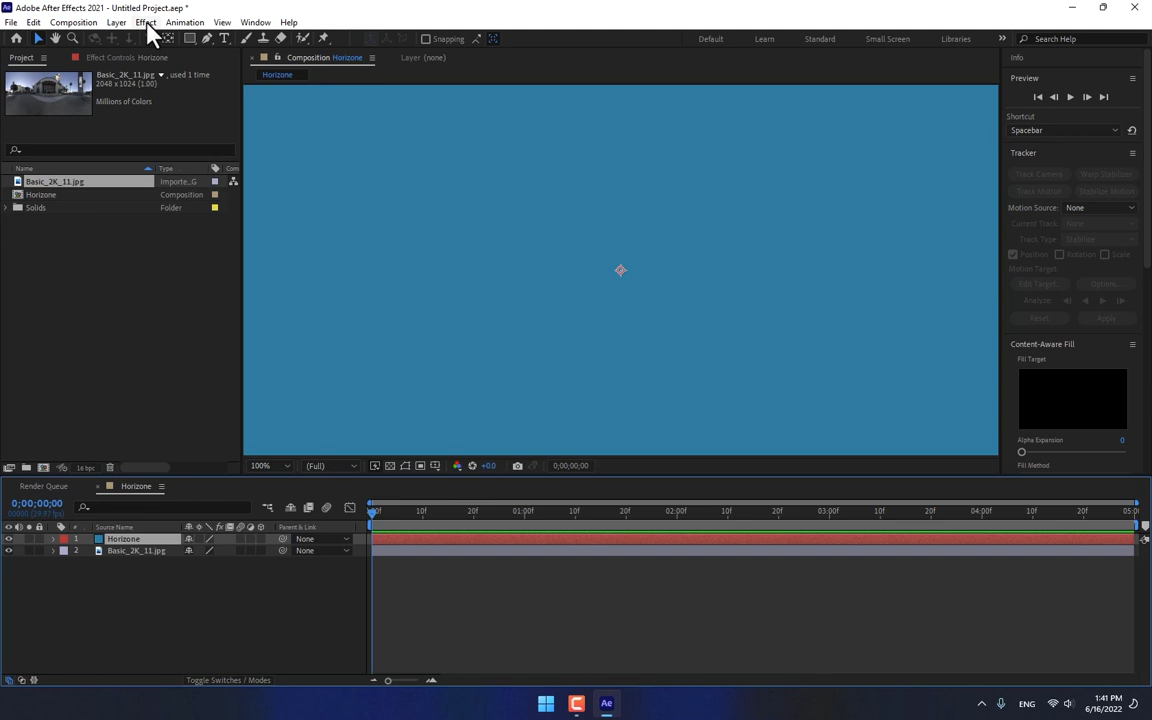 Adobe After Effects 2021 - Untitled Project.aep *
File Edit Composition Layer Effect Animation View Window Help
Snapping
Default Learn Standard Small Screen Libraries
Search Help
Project Effect Controls Horizone
Basic_2K_11.jpg , used 1 time
2048 x 1024 (1.00)
Millions of Colors
Name Type Com
Basic_2K_11.jpg Importe...G
Horizone Composition
Solids Folder
16 bpc
Composition Horizone Layer (none)
Horizone
100% (Full) +0.0 0;00;00;00
Info
Preview
Shortcut
Spacebar
Tracker
Track Camera Warp Stabilizer
Track Motion Stabilize Motion
Motion Source: None
Current Track: None
Track Type: Stabilize
Position Rotation Scale
Motion Target:
Edit Target... Options...
Analyze:
Reset Apply
Content-Aware Fill
Fill Target
Alpha Expansion 0
Fill Method
Render Queue Horizone
0;00;00;00
00000 (29.97 fps)
# Source Name Parent & Link
1 Horizone None
2 Basic_2K_11.jpg None
10f 20f 01:00f 10f 20f 02:00f 10f 20f 03:00f 10f 20f 04:00f 10f 20f
Toggle Switches / Modes
Ae
ENG
1:41 PM
6/16/2022